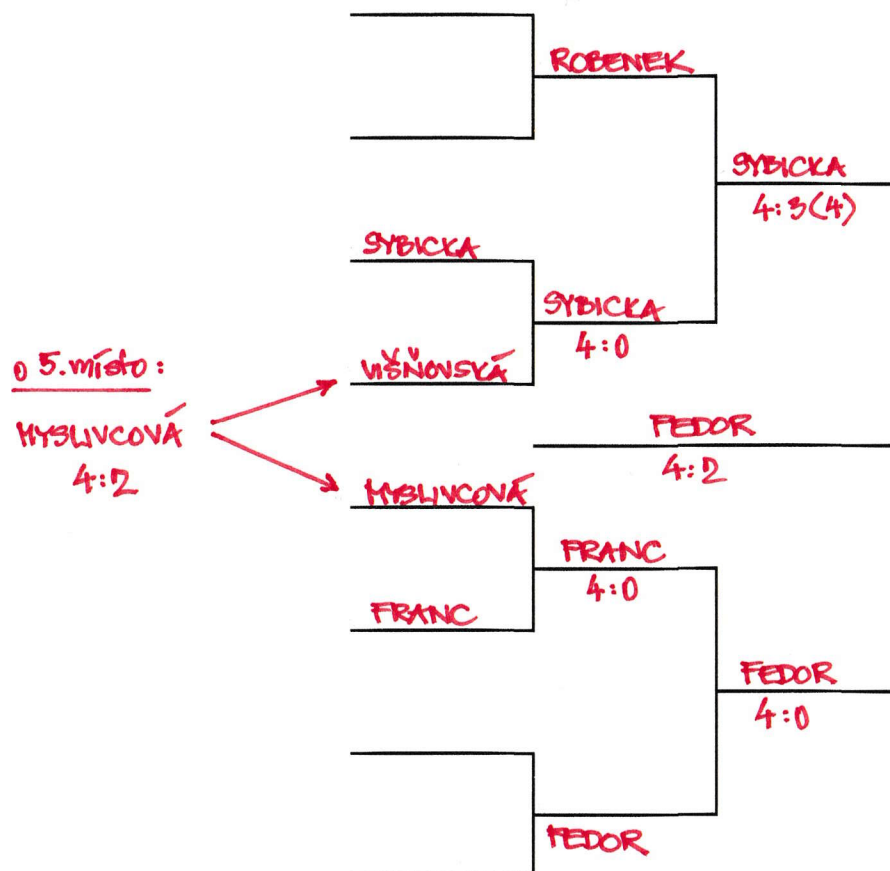 ROBENEK
SYBICKA
4:3(4)
SYBICKA
SYBICKA
4:0
VIŠŇOVSKÁ
o 5. místo:
MYSLIVCOVÁ
4:2
FEDOR
4:2
MYSLIVCOVÁ
FRANC
4:0
FRANC
FEDOR
4:0
FEDOR